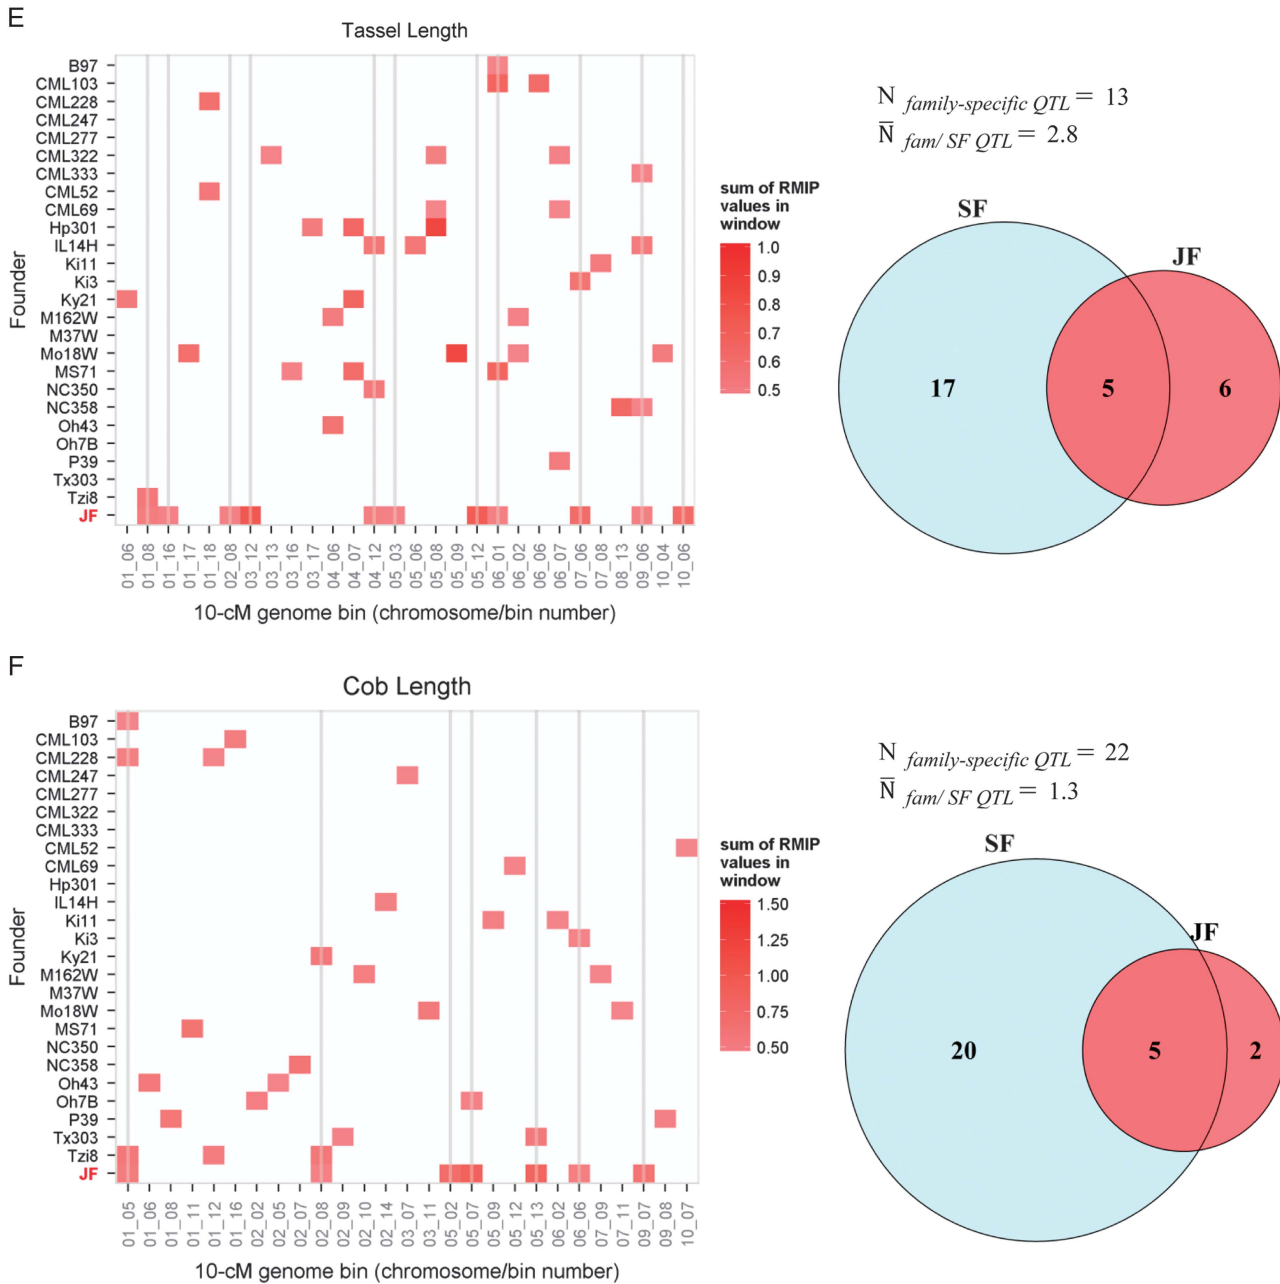 E
Tassel Length
B97
CML103
CML228
CML247
CML277
CML322
CML333
CML52
CML69
Hp301
IL14H
Ki11
Ki3
Ky21
M162W
M37W
Mo18W
MS71
NC350
NC358
Oh43
Oh7B
P39
Tx303
Tzi8
JF
Founder
01_06 01_08 01_16 01_17 01_18 02_08 03_12 03_13 03_16 03_17 04_06 04_07 04_12 05_03 05_06 05_08 05_09 05_12 06_01 06_02 06_06 06_07 07_06 07_08 08_13 09_06 10_04 10_06
10-cM genome bin (chromosome/bin number)
sum of RMIP
values in
window
1.0
0.9
0.8
0.7
0.6
0.5
N family-specific QTL = 13
N̅ fam/ SF QTL = 2.8
SF
JF
17 5 6
F
Cob Length
B97
CML103
CML228
CML247
CML277
CML322
CML333
CML52
CML69
Hp301
IL14H
Ki11
Ki3
Ky21
M162W
M37W
Mo18W
MS71
NC350
NC358
Oh43
Oh7B
P39
Tx303
Tzi8
JF
Founder
01_05 01_06 01_08 01_11 01_12 01_16 02_02 02_05 02_07 02_08 02_09 02_10 02_14 03_07 03_11 05_02 05_07 05_09 05_12 05_13 06_02 06_06 07_09 07_11 09_07 09_08 10_07
10-cM genome bin (chromosome/bin number)
sum of RMIP
values in
window
1.50
1.25
1.00
0.75
0.50
N family-specific QTL = 22
N̅ fam/ SF QTL = 1.3
SF
JF
20 5 2